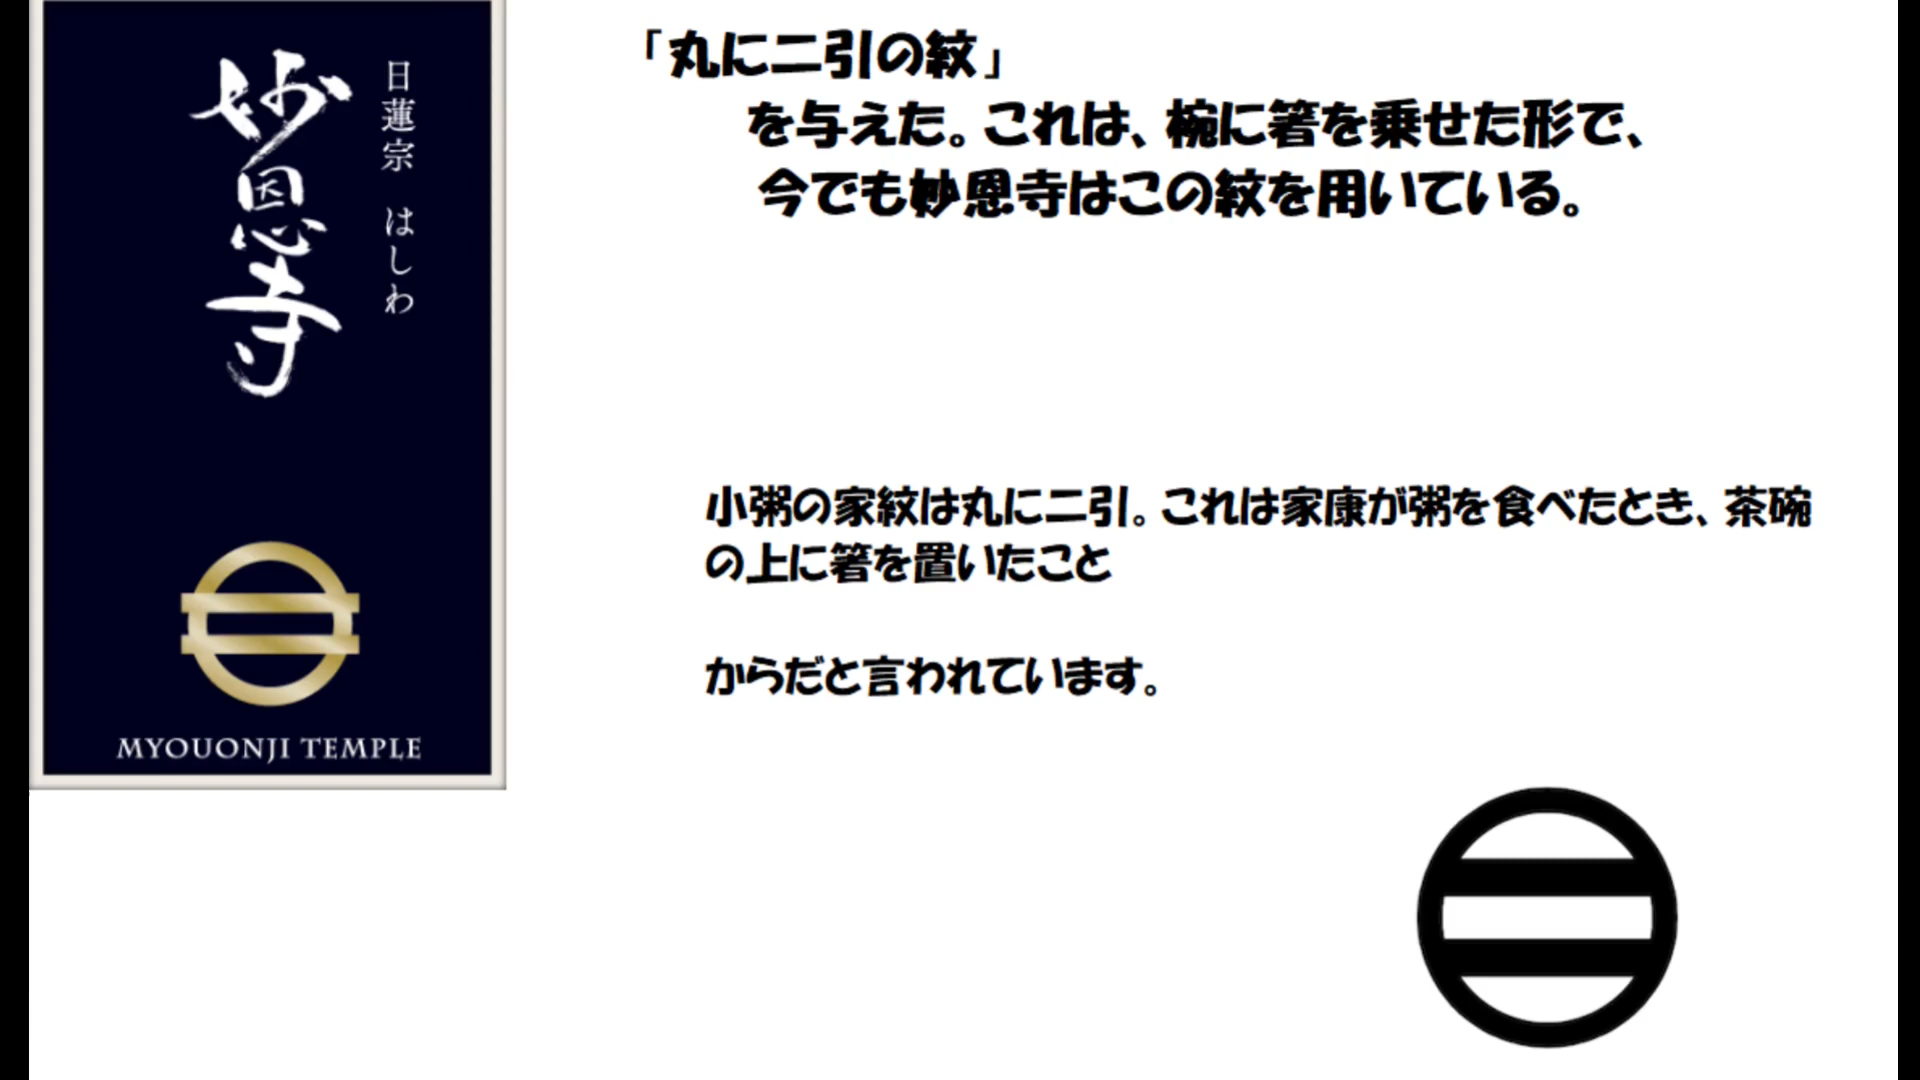 日蓮宗 はしわ
妙恩寺
MYOUONJI TEMPLE
「丸に二引の紋」
を与えた。これは、椀に箸を乗せた形で、
今でも妙恩寺はこの紋を用いている。
小粥の家紋は丸に二引。これは家康が粥を食べたとき、茶碗
の上に箸を置いたこと
からだと言われています。